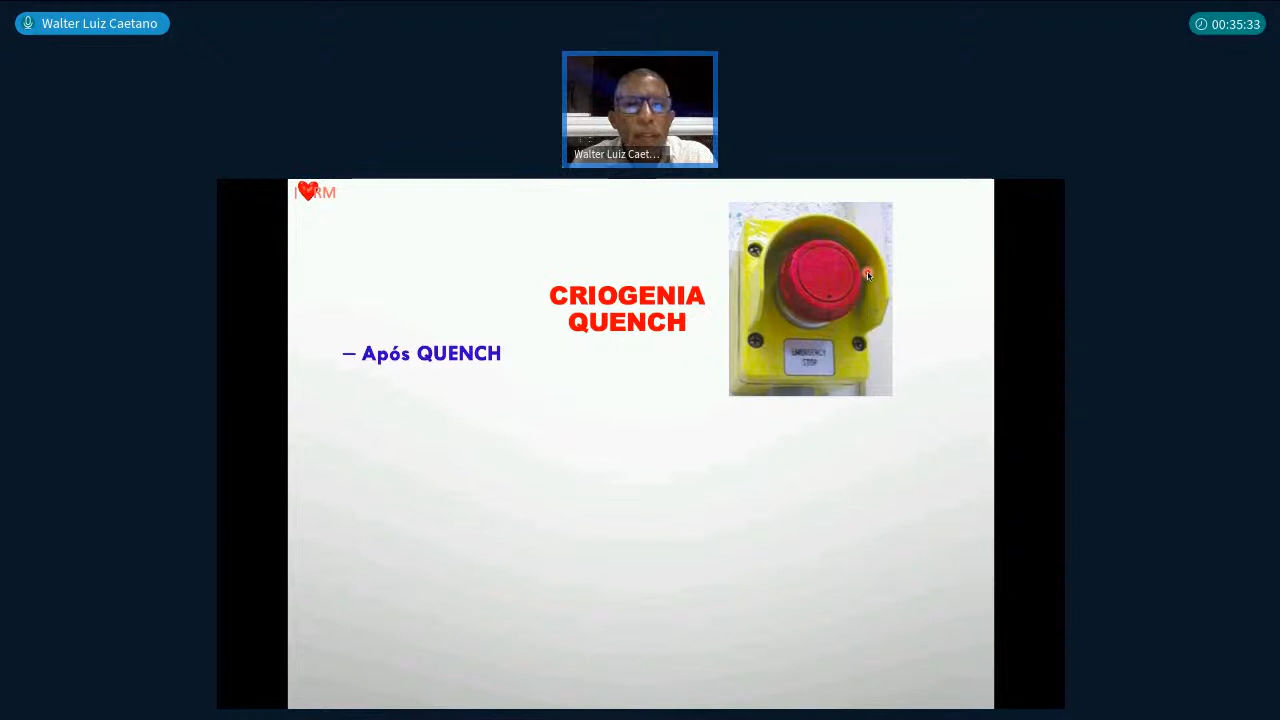 Walter Luiz Caetano
00:35:33
Walter Luiz Caet...
I ❤ RM
CRIOGENIA
QUENCH
– Após QUENCH
EMERGENCY
STOP